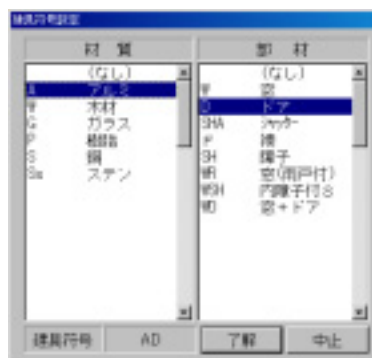 建具符号設定
材 質
(なし)
A アルミ
W 木材
G ガラス
P 樹脂
S 鋼
Ss ステン
部 材
(なし)
W 窓
D ドア
SHA シャッター
F 襖
SH 障子
WR 窓(雨戸付)
WSH 内障子付S
WD 窓+ドア
建具符号 AD 了解 中止